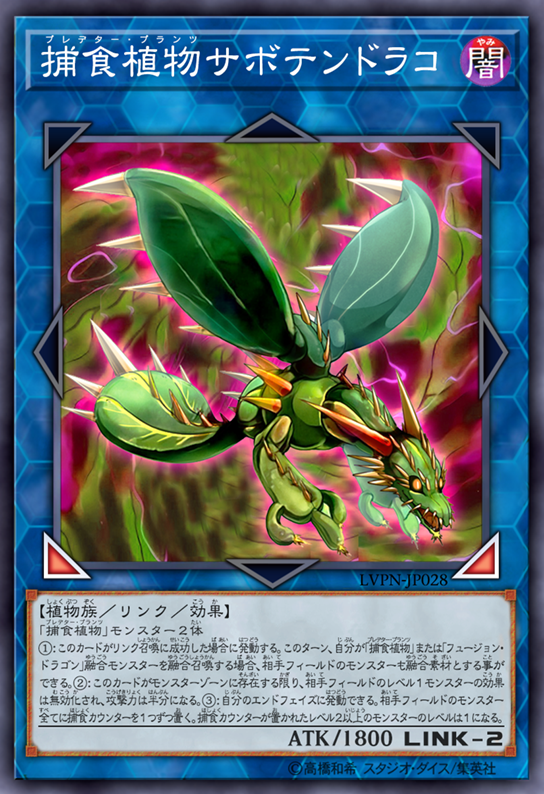 プレデター・プランツ
捕食植物サボテンドラコ
やみ
闇
LVPN-JP028
【植物族／リンク／効果】
「捕食植物」モンスター２体
①：このカードがリンク召喚に成功した場合に発動する。このターン、自分が「捕食植物」または「フュージョン・
ドラゴン」融合モンスターを融合召喚する場合、相手フィールドのモンスターも融合素材とする事が
できる。②：このカードがモンスターゾーンに存在する限り、相手フィールドのレベル１モンスターの効果
は無効化され、攻撃力は半分になる。③：自分のエンドフェイズに発動できる。相手フィールドのモンスター
全てに捕食カウンターを１つずつ置く。捕食カウンターが置かれたレベル２以上のモンスターのレベルは１になる。
ATK/1800 LINK-2
©高橋和希 スタジオ・ダイス/集英社